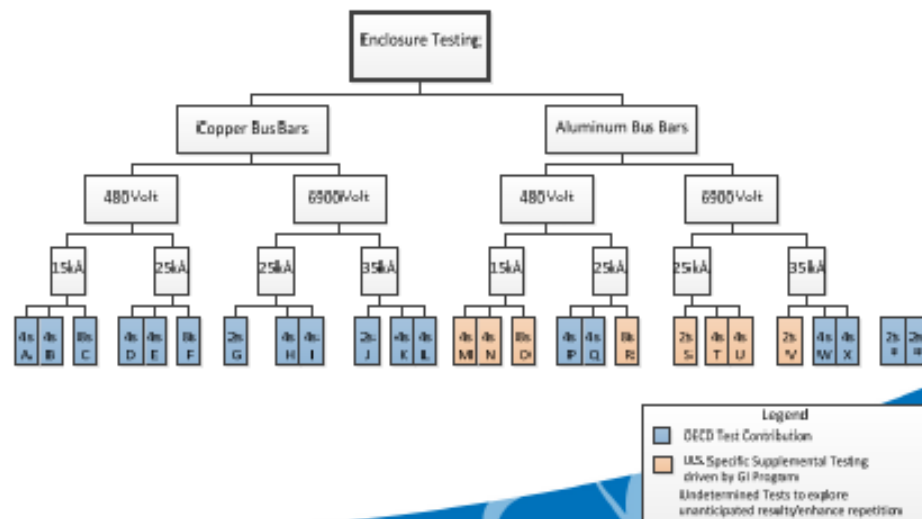 Enclosure Testing
Copper Bus Bars
Aluminum Bus Bars
480 Volt
6900 Volt
480 Volt
6900 Volt
15kA
25kA
25kA
35kA
15kA
25kA
25kA
35kA
4s 4s 8s 4s 4s 8s 2s 4s 4s 2s 4s 4s 4s 4s 8s 4s 4s 8s 2s 4s 4s 2s 4s 4s 2s
A B C D E F G H I J K L M N O P Q R S T U V W X
Legend
OECD Test Contribution
U.S. Specific Supplemental Testing
driven by GI Program
Undetermined Tests to explore
unanticipated results/enhance repetition